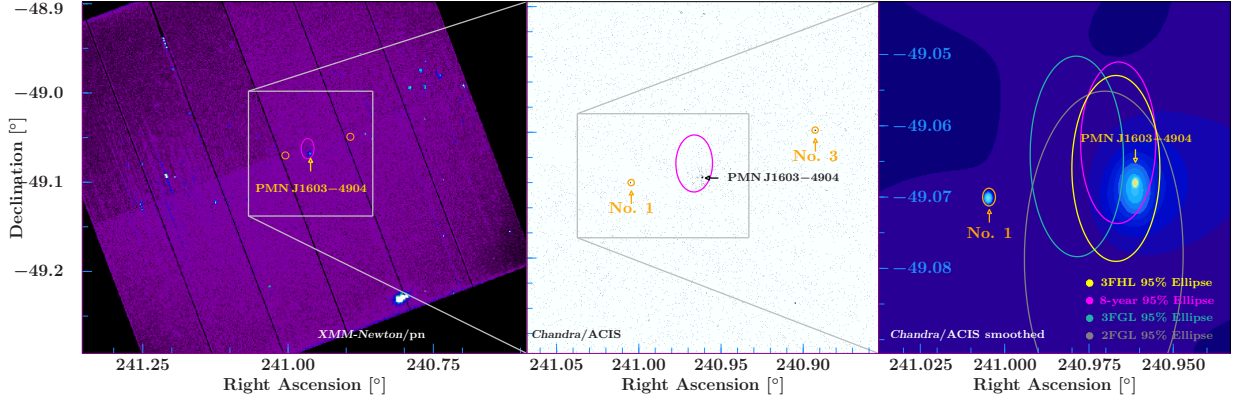 −48.9
−49.0
−49.1
−49.2
Declination [°]
PMN J1603−4904
XMM-Newton/pn
241.25
241.00
240.75
Right Ascension [°]
No. 3
PMN J1603−4904
No. 1
Chandra/ACIS
241.05
241.00
240.95
240.90
Right Ascension [°]
−49.05
−49.06
−49.07
−49.08
PMN J1603−4904
No. 1
3FHL 95% Ellipse
8-year 95% Ellipse
3FGL 95% Ellipse
2FGL 95% Ellipse
Chandra/ACIS smoothed
241.025
241.000
240.975
240.950
Right Ascension [°]